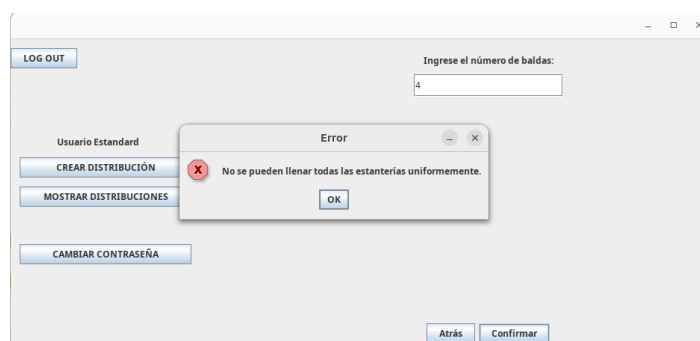 LOG OUT
Ingrese el número de baldas:
4
Usuario Estandard
CREAR DISTRIBUCIÓN
MOSTRAR DISTRIBUCIONES
CAMBIAR CONTRASEÑA
Error
No se pueden llenar todas las estanterías uniformemente.
OK
Atrás Confirmar